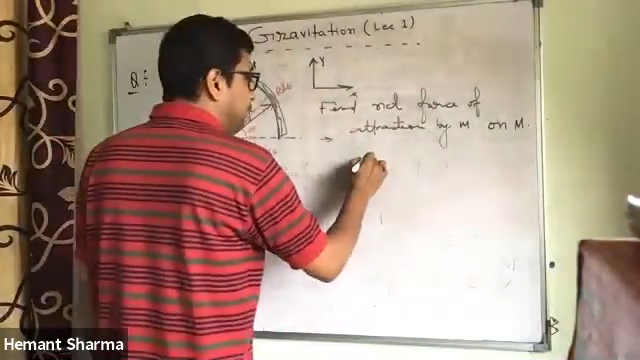 Gravitation (Lec 1)
Q:
Y
X
Find net force of
attraction by m on M.
Hemant Sharma